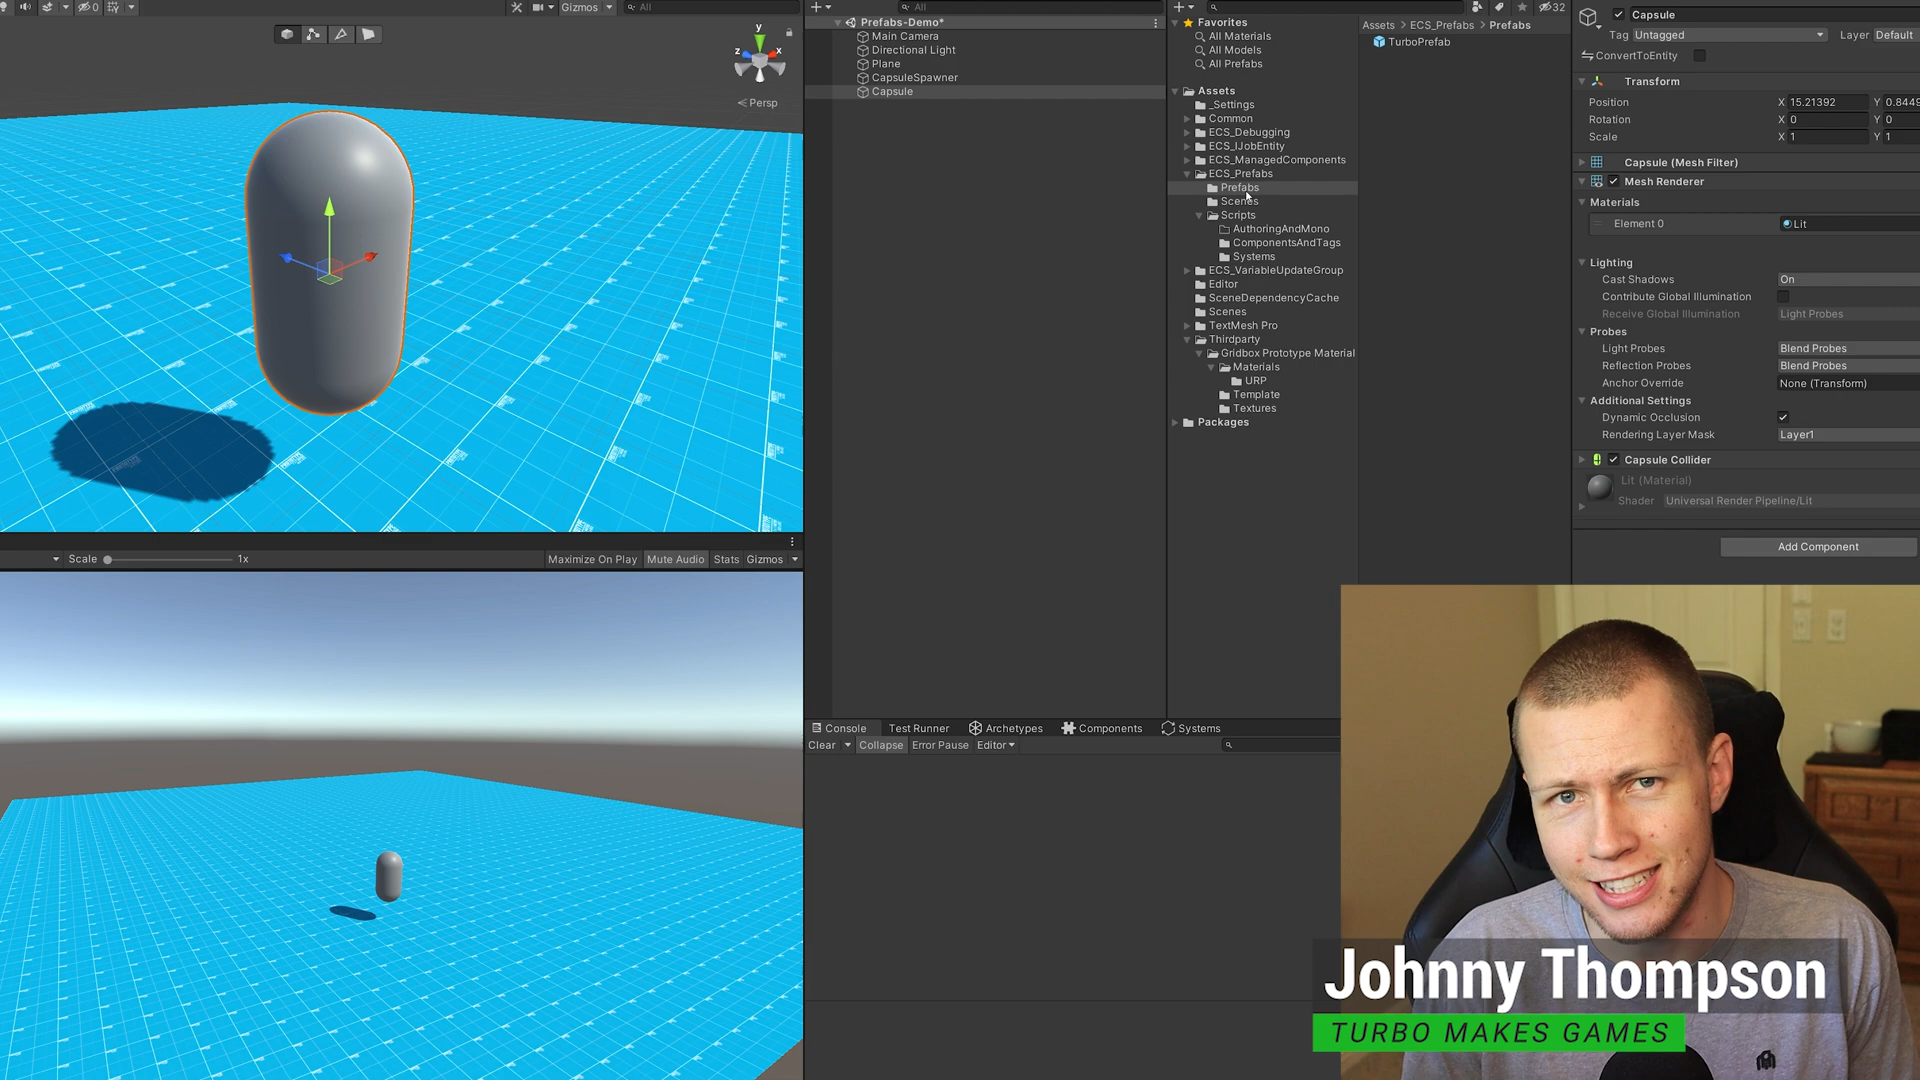 Gizmos
All
y
z
x
Persp
0
Scale
1x
Maximize On Play
Mute Audio
Stats
Gizmos
All
Prefabs-Demo*
Main Camera
Directional Light
Plane
CapsuleSpawner
Capsule
32
Favorites
All Materials
All Models
All Prefabs
Assets
_Settings
Common
ECS_Debugging
ECS_IJobEntity
ECS_ManagedComponents
ECS_Prefabs
Prefabs
Scenes
Scripts
AuthoringAndMono
ComponentsAndTags
Systems
ECS_VariableUpdateGroup
Editor
SceneDependencyCache
Scenes
TextMesh Pro
Thirdparty
Gridbox Prototype Material
Materials
URP
Template
Textures
Packages
Assets > ECS_Prefabs > Prefabs
TurboPrefab
Console
Test Runner
Archetypes
Components
Systems
Clear
Collapse
Error Pause
Editor
Capsule
Tag Untagged Layer Default
ConvertToEntity
Transform
Position X 15.21392 Y 0.8449
Rotation X 0 Y 0
Scale X 1 Y 1
Capsule (Mesh Filter)
Mesh Renderer
Materials
Element 0 Lit
Lighting
Cast Shadows On
Contribute Global Illumination
Receive Global Illumination Light Probes
Probes
Light Probes Blend Probes
Reflection Probes Blend Probes
Anchor Override None (Transform)
Additional Settings
Dynamic Occlusion
Rendering Layer Mask Layer1
Capsule Collider
Lit (Material)
Shader Universal Render Pipeline/Lit
Add Component
Johnny Thompson
TURBO MAKES GAMES